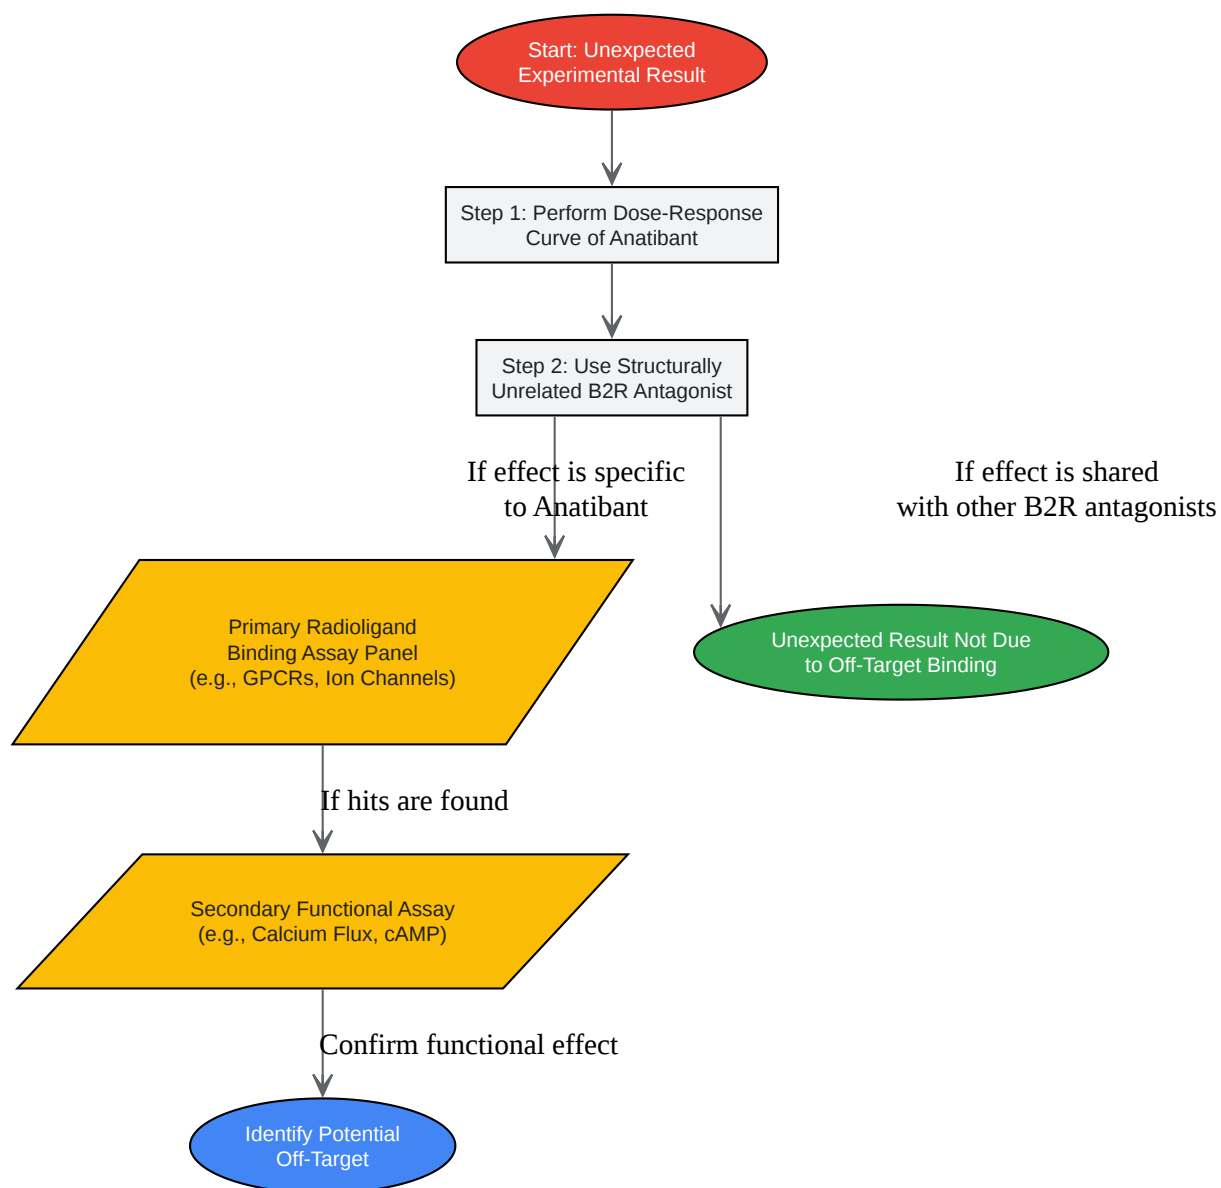 Start: Unexpected
Experimental Result
Step 1: Perform Dose-Response
Curve of Anatibant
Step 2: Use Structurally
Unrelated B2R Antagonist
If effect is specific
to Anatibant
If effect is shared
with other B2R antagonists
Primary Radioligand
Binding Assay Panel
(e.g., GPCRs, Ion Channels)
Unexpected Result Not Due
to Off-Target Binding
If hits are found
Secondary Functional Assay
(e.g., Calcium Flux, cAMP)
Confirm functional effect
Identify Potential
Off-Target